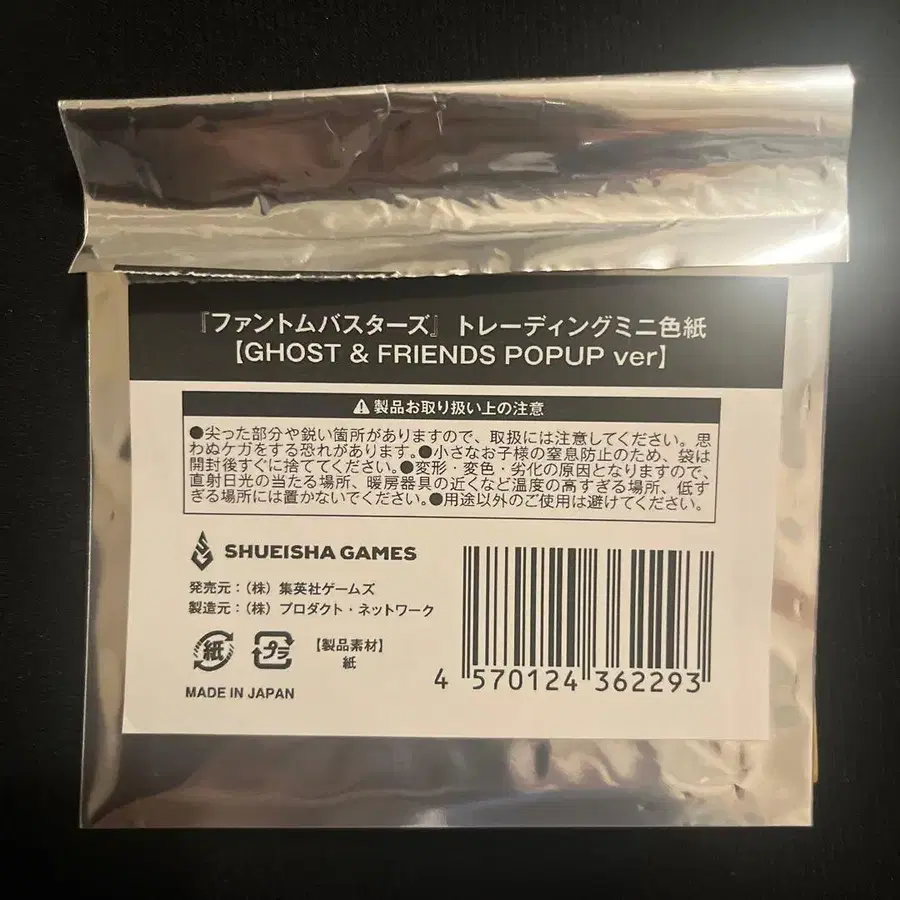 『ファントムバスターズ』 トレーディングミニ色紙
【GHOST & FRIENDS POPUP ver】
⚠製品お取り扱い上の注意
●尖った部分や鋭い箇所がありますので、取扱には注意してください。思
わぬケガをする恐れがあります。●小さなお子様の窒息防止のため、袋は
開封後すぐに捨ててください。●変形・変色・劣化の原因となりますので、
直射日光の当たる場所、暖房器具の近くなど温度の高すぎる場所、低す
ぎる場所には置かないでください。●用途以外のご使用は避けてください。
SHUEISHA GAMES
発売元：（株）集英社ゲームズ
製造元：（株）プロダクト・ネットワーク
紙
プラ
【製品素材】
紙
MADE IN JAPAN
4 570124 362293